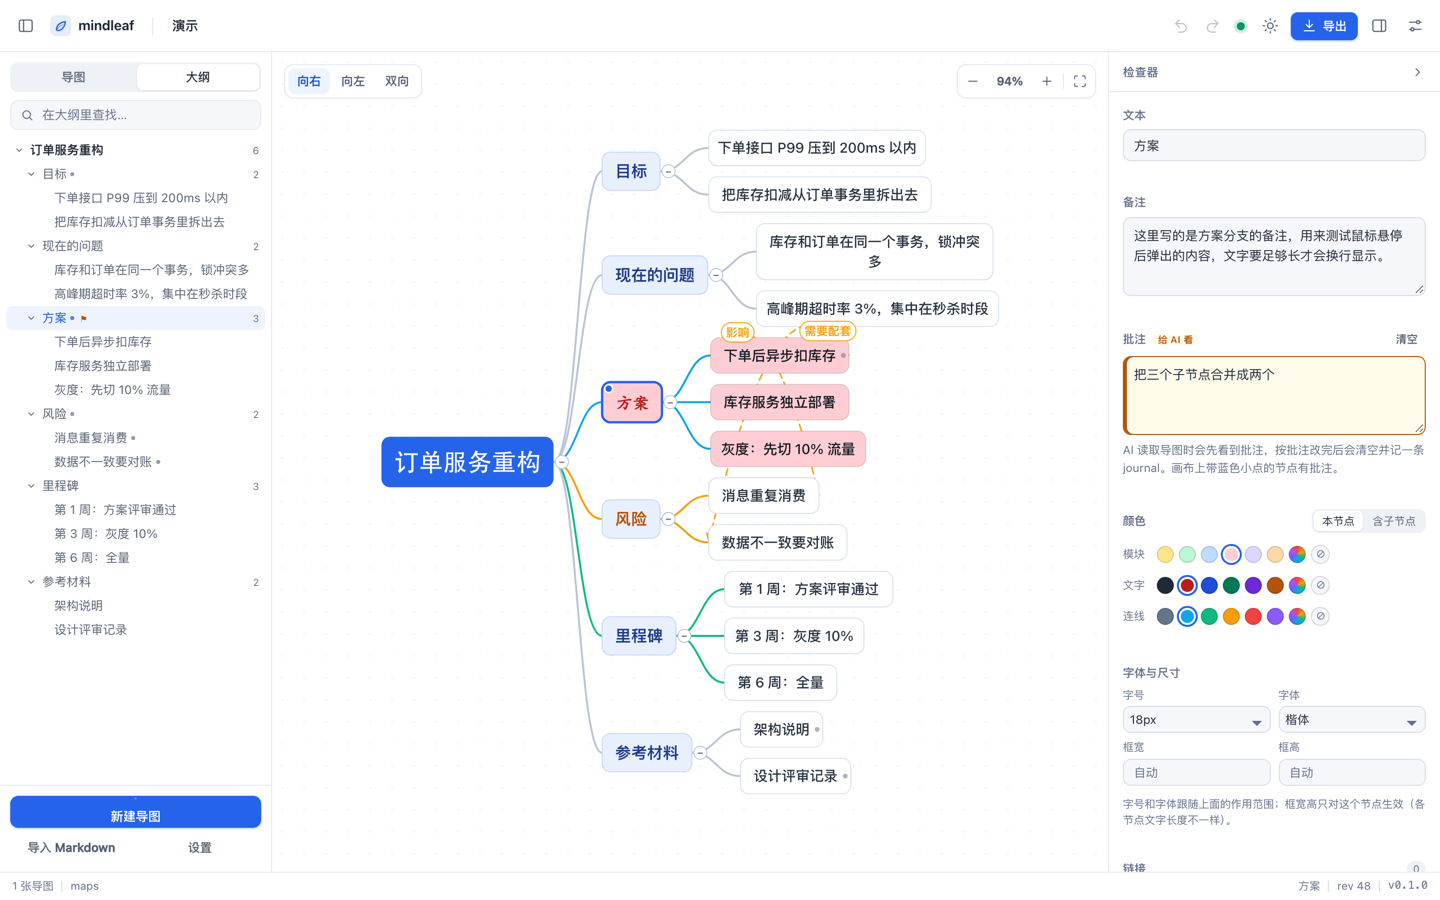 mindleaf
演示
导出
导图
大纲
在大纲里查找...
订单服务重构 6
目标 2
下单接口 P99 压到 200ms 以内
把库存扣减从订单事务里拆出去
现在的问题 2
库存和订单在同一个事务，锁冲突多
高峰期超时率 3%，集中在秒杀时段
方案 3
下单后异步扣库存
库存服务独立部署
灰度：先切 10% 流量
风险 2
消息重复消费
数据不一致要对账
里程碑 3
第 1 周：方案评审通过
第 3 周：灰度 10%
第 6 周：全量
参考材料 2
架构说明
设计评审记录
新建导图
导入 Markdown
设置
向右
向左
双向
94%
订单服务重构
目标
下单接口 P99 压到 200ms 以内
把库存扣减从订单事务里拆出去
现在的问题
库存和订单在同一个事务，锁冲突
多
高峰期超时率 3%，集中在秒杀时段
影响
需要配套
方案
下单后异步扣库存
库存服务独立部署
灰度：先切 10% 流量
风险
消息重复消费
数据不一致要对账
里程碑
第 1 周：方案评审通过
第 3 周：灰度 10%
第 6 周：全量
参考材料
架构说明
设计评审记录
检查器
文本
方案
备注
这里写的是方案分支的备注，用来测试鼠标悬停
后弹出的内容，文字要足够长才会换行显示。
批注 给 AI 看 清空
把三个子节点合并成两个
AI 读取导图时会先看到批注，按批注改完后会清空并记一条
journal。画布上带蓝色小点的节点有批注。
颜色 本节点 含子节点
模块
文字
连线
字体与尺寸
字号 字体
18px 楷体
框宽 框高
自动 自动
字号和字体跟随上面的作用范围；框宽高只对这个节点生效（各
节点文字长度不一样）。
链接 0
1 张导图 maps
方案 rev 48 v0.1.0